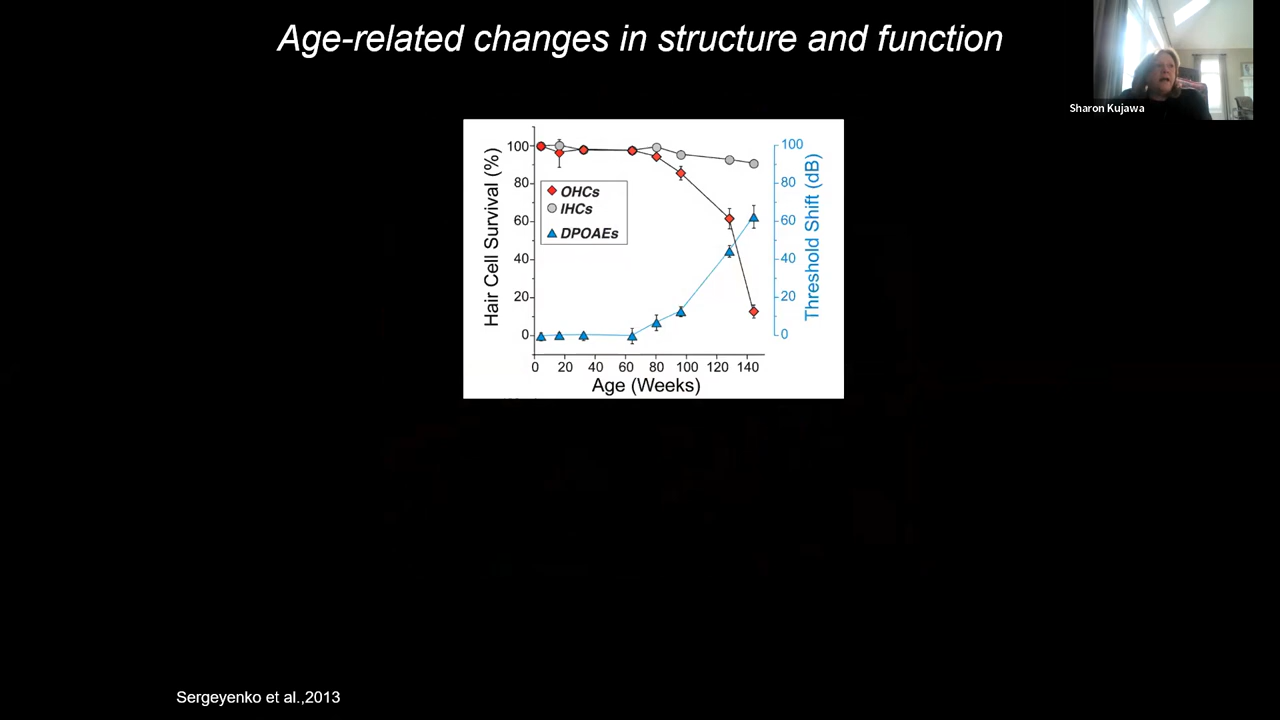 Age-related changes in structure and function
Sharon Kujawa
Hair Cell Survival (%)
100
80
60
40
20
0
OHCs
IHCs
DPOAEs
100
80
60
40
20
0
Threshold Shift (dB)
0 20 40 60 80 100 120 140
Age (Weeks)
Sergeyenko et al.,2013